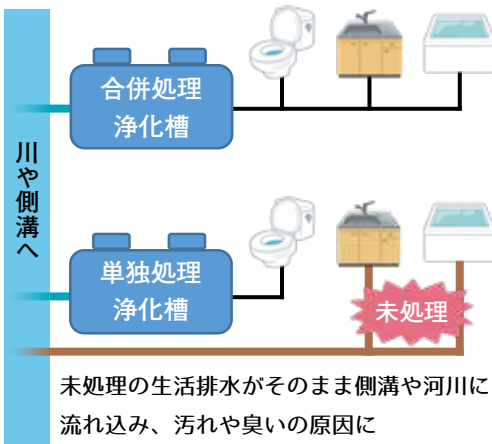 合併処理
浄化槽
川や側溝へ
単独処理
浄化槽
未処理
未処理の生活排水がそのまま側溝や河川に
流れ込み、汚れや臭いの原因に